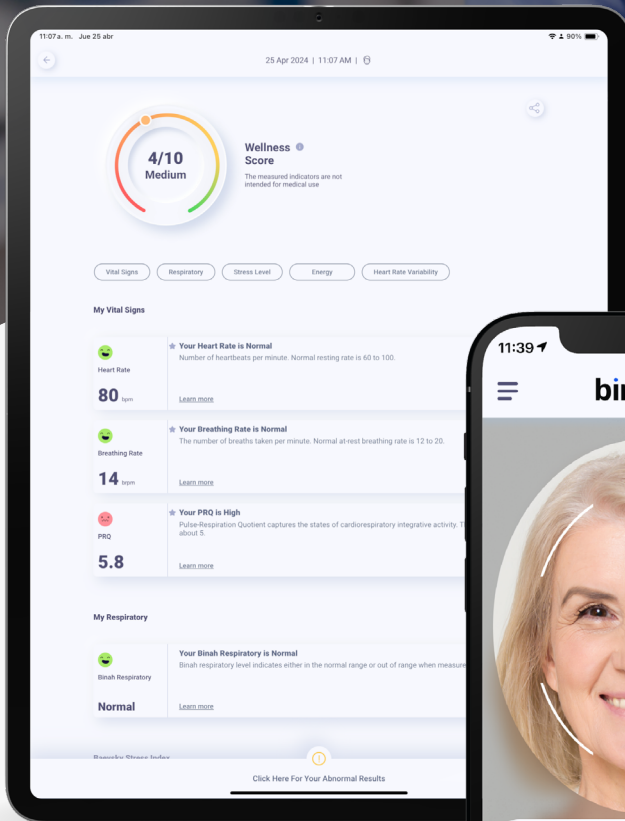 11:07 a. m.  Jue 25 abr
90%
25 Apr 2024 | 11:07 AM |
4/10
Medium
Wellness
Score
The measured indicators are not
intended for medical use
Vital Signs
Respiratory
Stress Level
Energy
Heart Rate Variability
My Vital Signs
Heart Rate
80 bpm
Your Heart Rate is Normal
Number of heartbeats per minute. Normal resting rate is 60 to 100.
Learn more
Breathing Rate
14 brpm
Your Breathing Rate is Normal
The number of breaths taken per minute. Normal at-rest breathing rate is 12 to 20.
Learn more
PRQ
5.8
Your PRQ is High
Pulse-Respiration Quotient captures the states of cardiorespiratory integrative activity.
about 5.
Learn more
My Respiratory
Binah Respiratory
Normal
Your Binah Respiratory is Normal
Binah respiratory level indicates either in the normal range or out of range when
Learn more
Baevsky Stress Index
Click Here For Your Abnormal Results
11:39